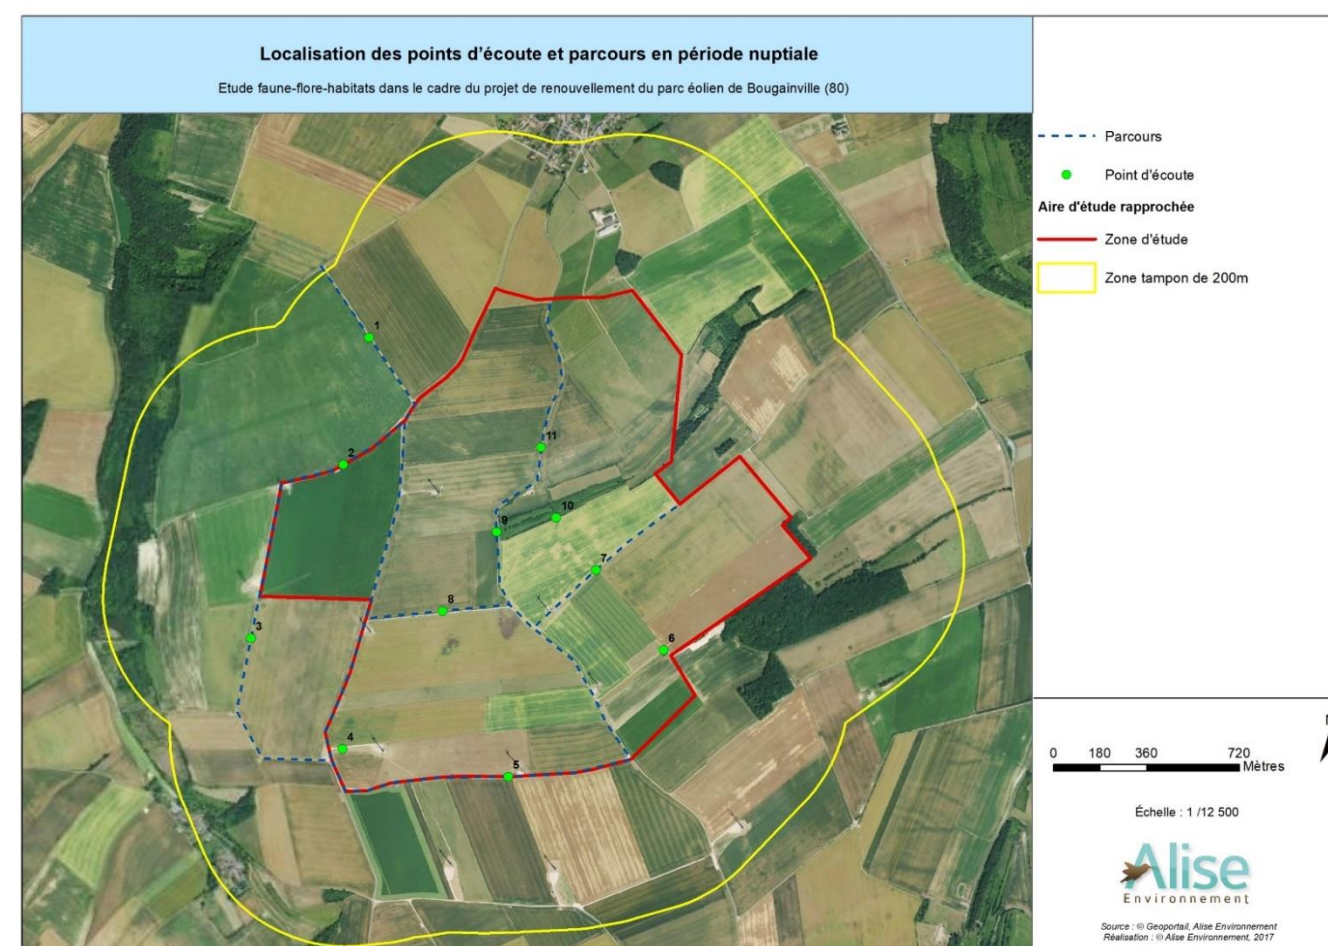 Localisation des points d'écoute et parcours en période nuptiale
Etude faune-flore-habitats dans le cadre du projet de renouvellement du parc éolien de Bougainville (80)
Parcours
Point d'écoute
Aire d'étude rapprochée
Zone d'étude
Zone tampon de 200m
1
2
11
10
9
7
8
3
6
4
5
0 180 360 720
Mètres
Échelle : 1 /12 500
Alise
Environnement
Source : © Geoportail, Alise Environnement
Réalisation : © Alise Environnement, 2017